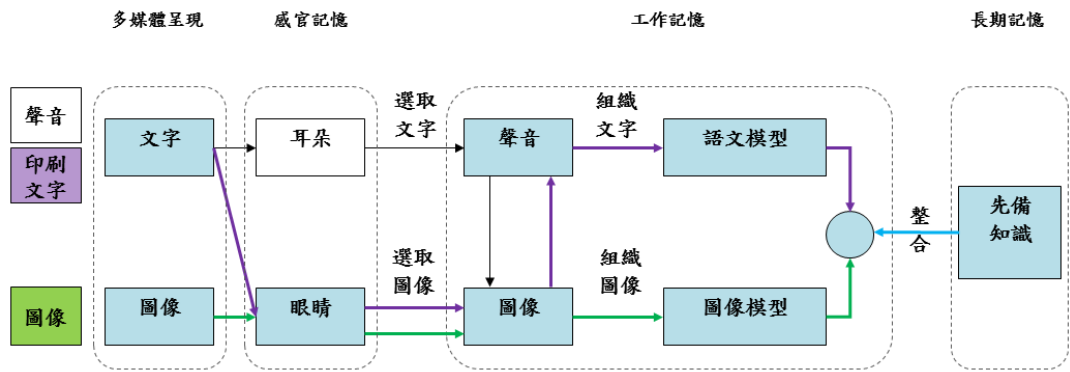 多媒體呈現
感官記憶
工作記憶
長期記憶
聲音
印刷
文字
圖像
文字
圖像
耳朵
眼睛
選取
文字
選取
圖像
聲音
圖像
組織
文字
組織
圖像
語文模型
圖像模型
整
合
先備
知識